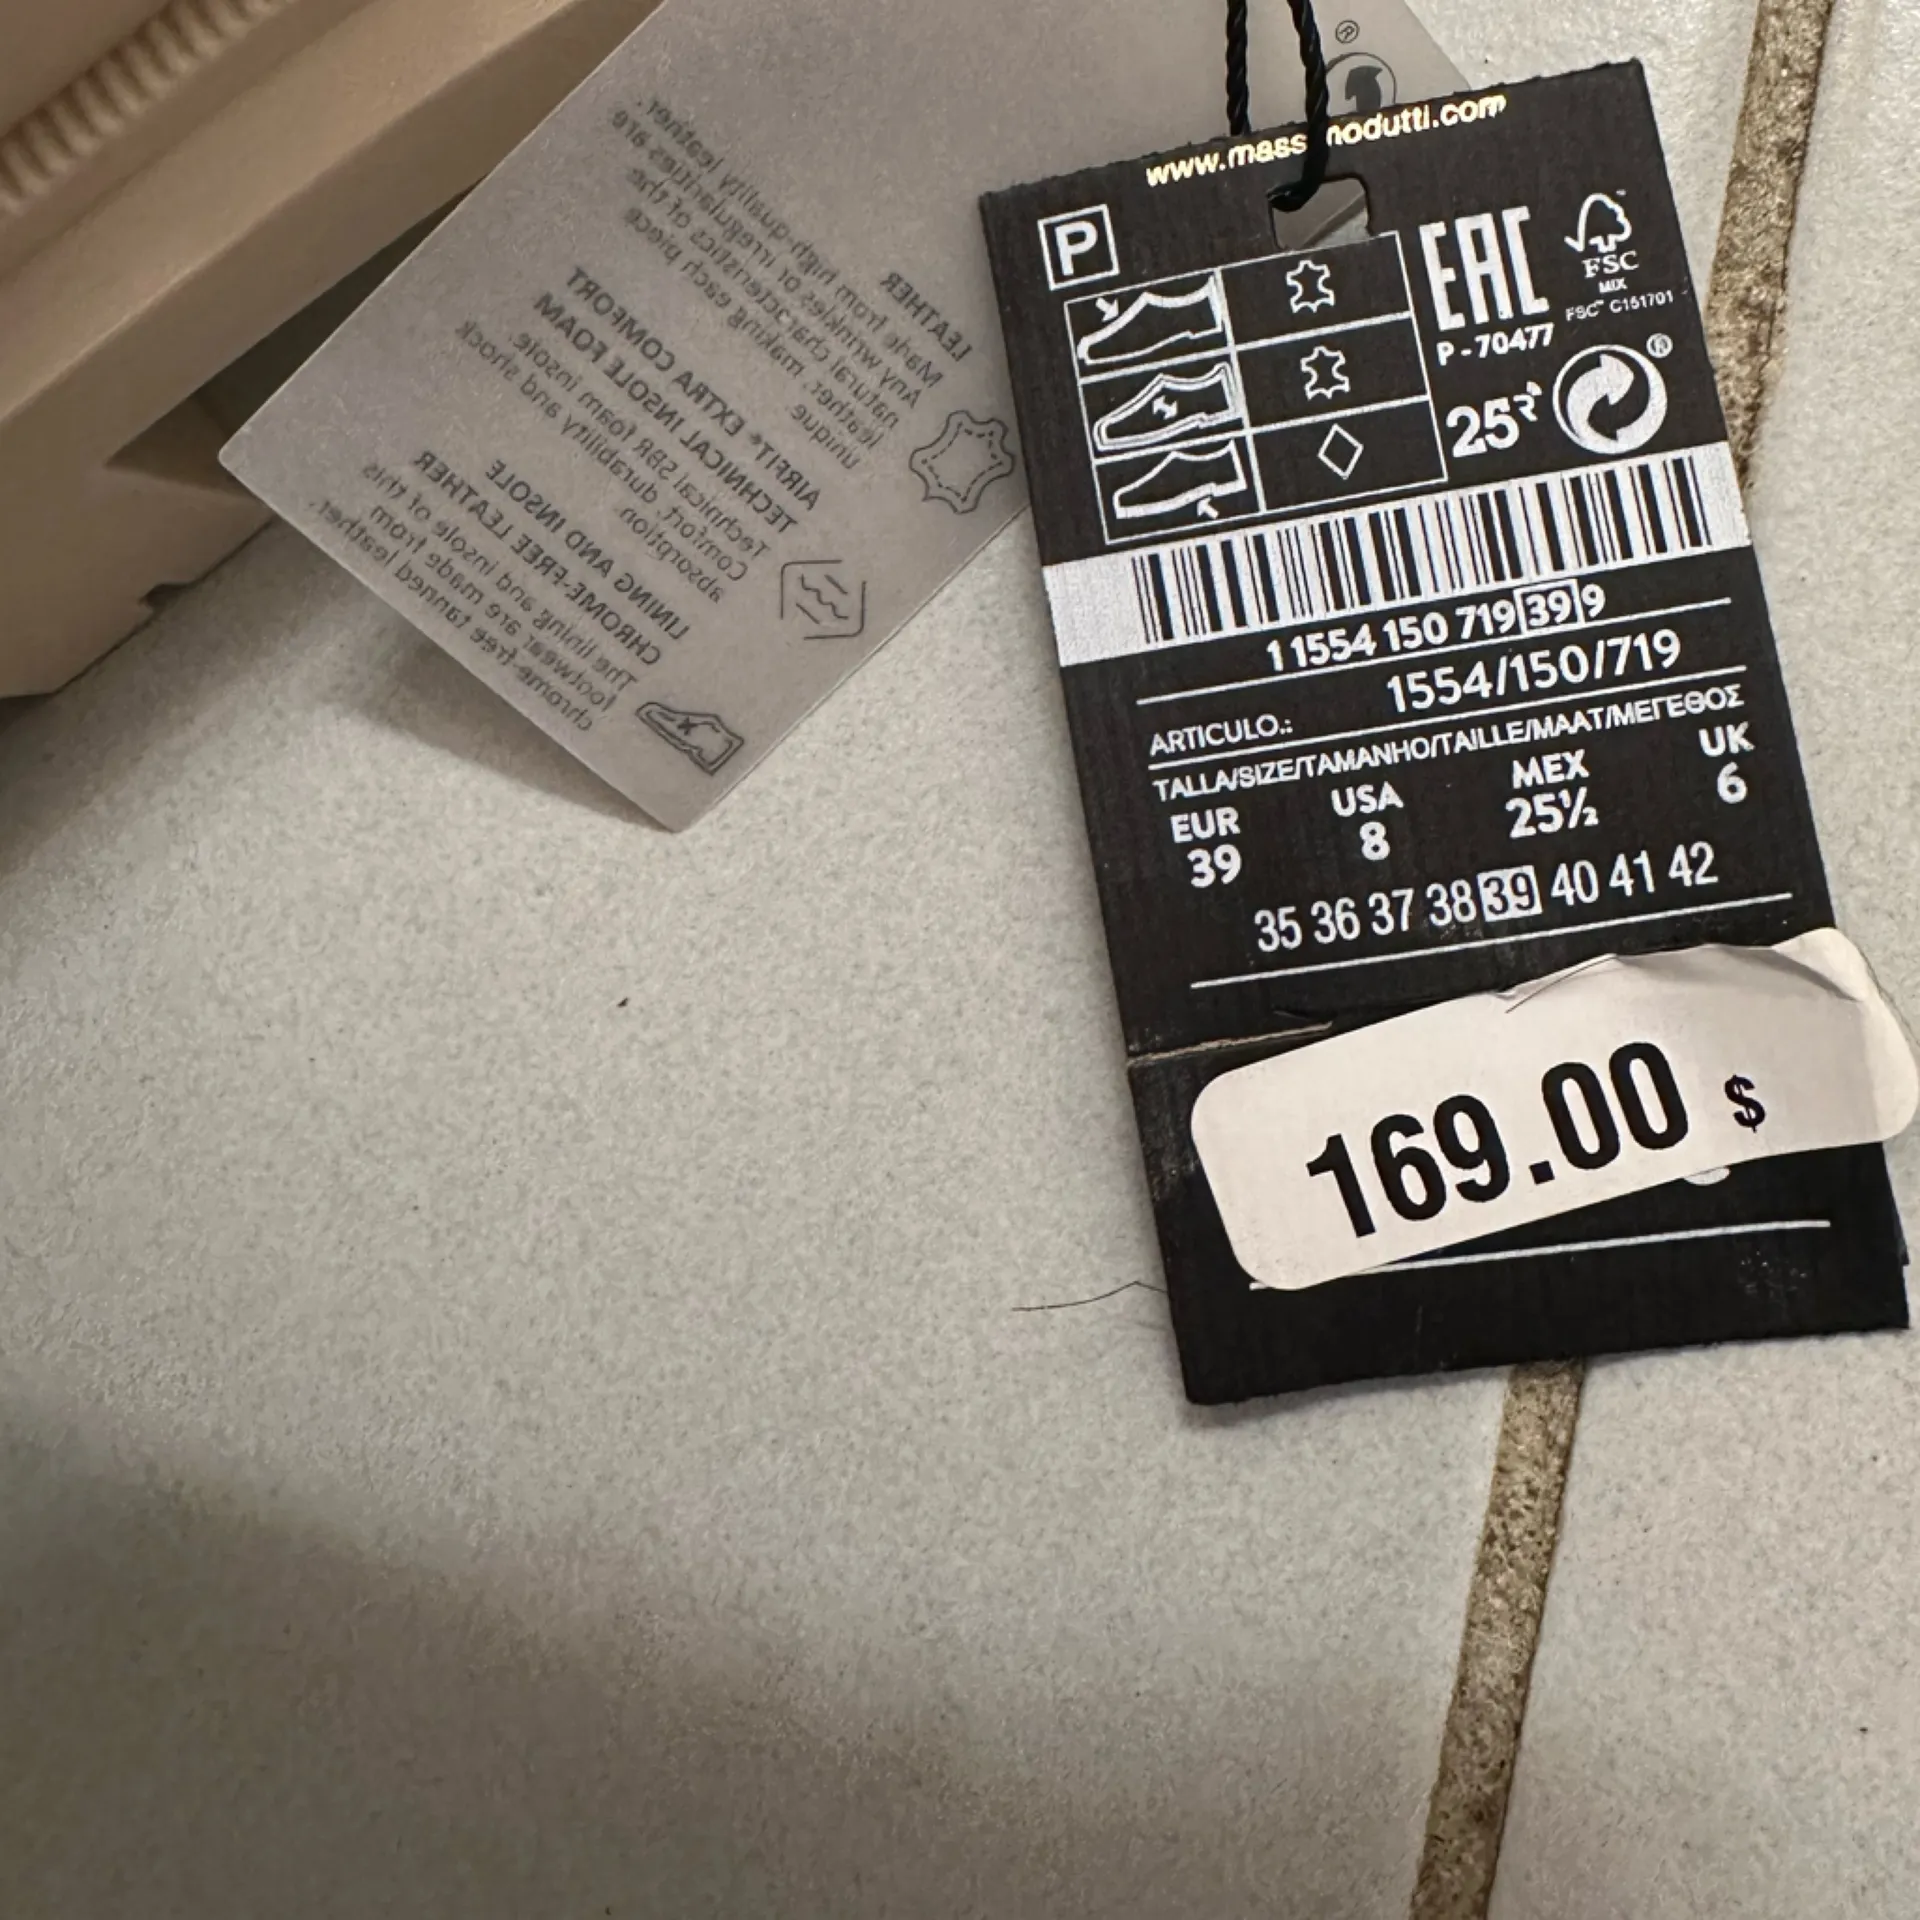 www.mass modutti.com
P
EAC
P-70477
FSC
MIX
FSC™ C151701
25
®
1 1554 150 719 39 9
1554/150/719
ARTICULO.:
TALLA/SIZE/TAMANHO/TAILLE/MAAT/ΜΕΓΕΘΟΣ
EUR USA MEX UK
39 8 25½ 6
35 36 37 38 39 40 41 42
169.00 $
®
LEATHER
Made from high-quality leather.
Any wrinkles or irregularities are
natural characteristics of the
leather, making each piece
unique
AIRFIT® EXTRA COMFORT
TECHNICAL INSOLE FOAM
Technical SBR foam insole.
Comfort, durability and shock
absorption
LINING AND INSOLE
CHROME-FREE LEATHER
The lining and insole of this
footwear are made from
chrome-free tanned leather.